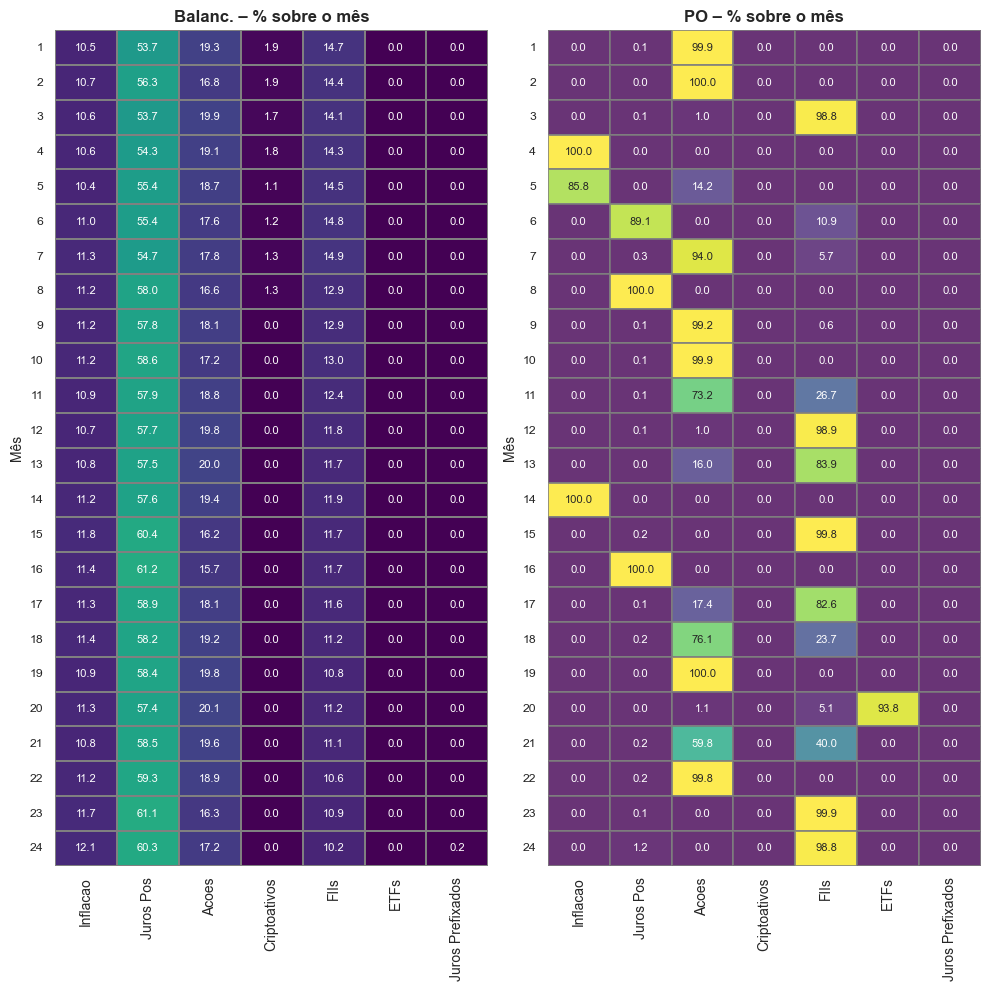 Balanc. – % sobre o mês
Mês
1 10.5 53.7 19.3 1.9 14.7 0.0 0.0
2 10.7 56.3 16.8 1.9 14.4 0.0 0.0
3 10.6 53.7 19.9 1.7 14.1 0.0 0.0
4 10.6 54.3 19.1 1.8 14.3 0.0 0.0
5 10.4 55.4 18.7 1.1 14.5 0.0 0.0
6 11.0 55.4 17.6 1.2 14.8 0.0 0.0
7 11.3 54.7 17.8 1.3 14.9 0.0 0.0
8 11.2 58.0 16.6 1.3 12.9 0.0 0.0
9 11.2 57.8 18.1 0.0 12.9 0.0 0.0
10 11.2 58.6 17.2 0.0 13.0 0.0 0.0
11 10.9 57.9 18.8 0.0 12.4 0.0 0.0
12 10.7 57.7 19.8 0.0 11.8 0.0 0.0
13 10.8 57.5 20.0 0.0 11.7 0.0 0.0
14 11.2 57.6 19.4 0.0 11.9 0.0 0.0
15 11.8 60.4 16.2 0.0 11.7 0.0 0.0
16 11.4 61.2 15.7 0.0 11.7 0.0 0.0
17 11.3 58.9 18.1 0.0 11.6 0.0 0.0
18 11.4 58.2 19.2 0.0 11.2 0.0 0.0
19 10.9 58.4 19.8 0.0 10.8 0.0 0.0
20 11.3 57.4 20.1 0.0 11.2 0.0 0.0
21 10.8 58.5 19.6 0.0 11.1 0.0 0.0
22 11.2 59.3 18.9 0.0 10.6 0.0 0.0
23 11.7 61.1 16.3 0.0 10.9 0.0 0.0
24 12.1 60.3 17.2 0.0 10.2 0.0 0.2
Inflacao
Juros Pos
Acoes
Criptoativos
FIIs
ETFs
Juros Prefixados
PO – % sobre o mês
Mês
1 0.0 0.1 99.9 0.0 0.0 0.0 0.0
2 0.0 0.0 100.0 0.0 0.0 0.0 0.0
3 0.0 0.1 1.0 0.0 98.8 0.0 0.0
4 100.0 0.0 0.0 0.0 0.0 0.0 0.0
5 85.8 0.0 14.2 0.0 0.0 0.0 0.0
6 0.0 89.1 0.0 0.0 10.9 0.0 0.0
7 0.0 0.3 94.0 0.0 5.7 0.0 0.0
8 0.0 100.0 0.0 0.0 0.0 0.0 0.0
9 0.0 0.1 99.2 0.0 0.6 0.0 0.0
10 0.0 0.1 99.9 0.0 0.0 0.0 0.0
11 0.0 0.1 73.2 0.0 26.7 0.0 0.0
12 0.0 0.1 1.0 0.0 98.9 0.0 0.0
13 0.0 0.0 16.0 0.0 83.9 0.0 0.0
14 100.0 0.0 0.0 0.0 0.0 0.0 0.0
15 0.0 0.2 0.0 0.0 99.8 0.0 0.0
16 0.0 100.0 0.0 0.0 0.0 0.0 0.0
17 0.0 0.1 17.4 0.0 82.6 0.0 0.0
18 0.0 0.2 76.1 0.0 23.7 0.0 0.0
19 0.0 0.0 100.0 0.0 0.0 0.0 0.0
20 0.0 0.0 1.1 0.0 5.1 93.8 0.0
21 0.0 0.2 59.8 0.0 40.0 0.0 0.0
22 0.0 0.2 99.8 0.0 0.0 0.0 0.0
23 0.0 0.1 0.0 0.0 99.9 0.0 0.0
24 0.0 1.2 0.0 0.0 98.8 0.0 0.0
Inflacao
Juros Pos
Acoes
Criptoativos
FIIs
ETFs
Juros Prefixados